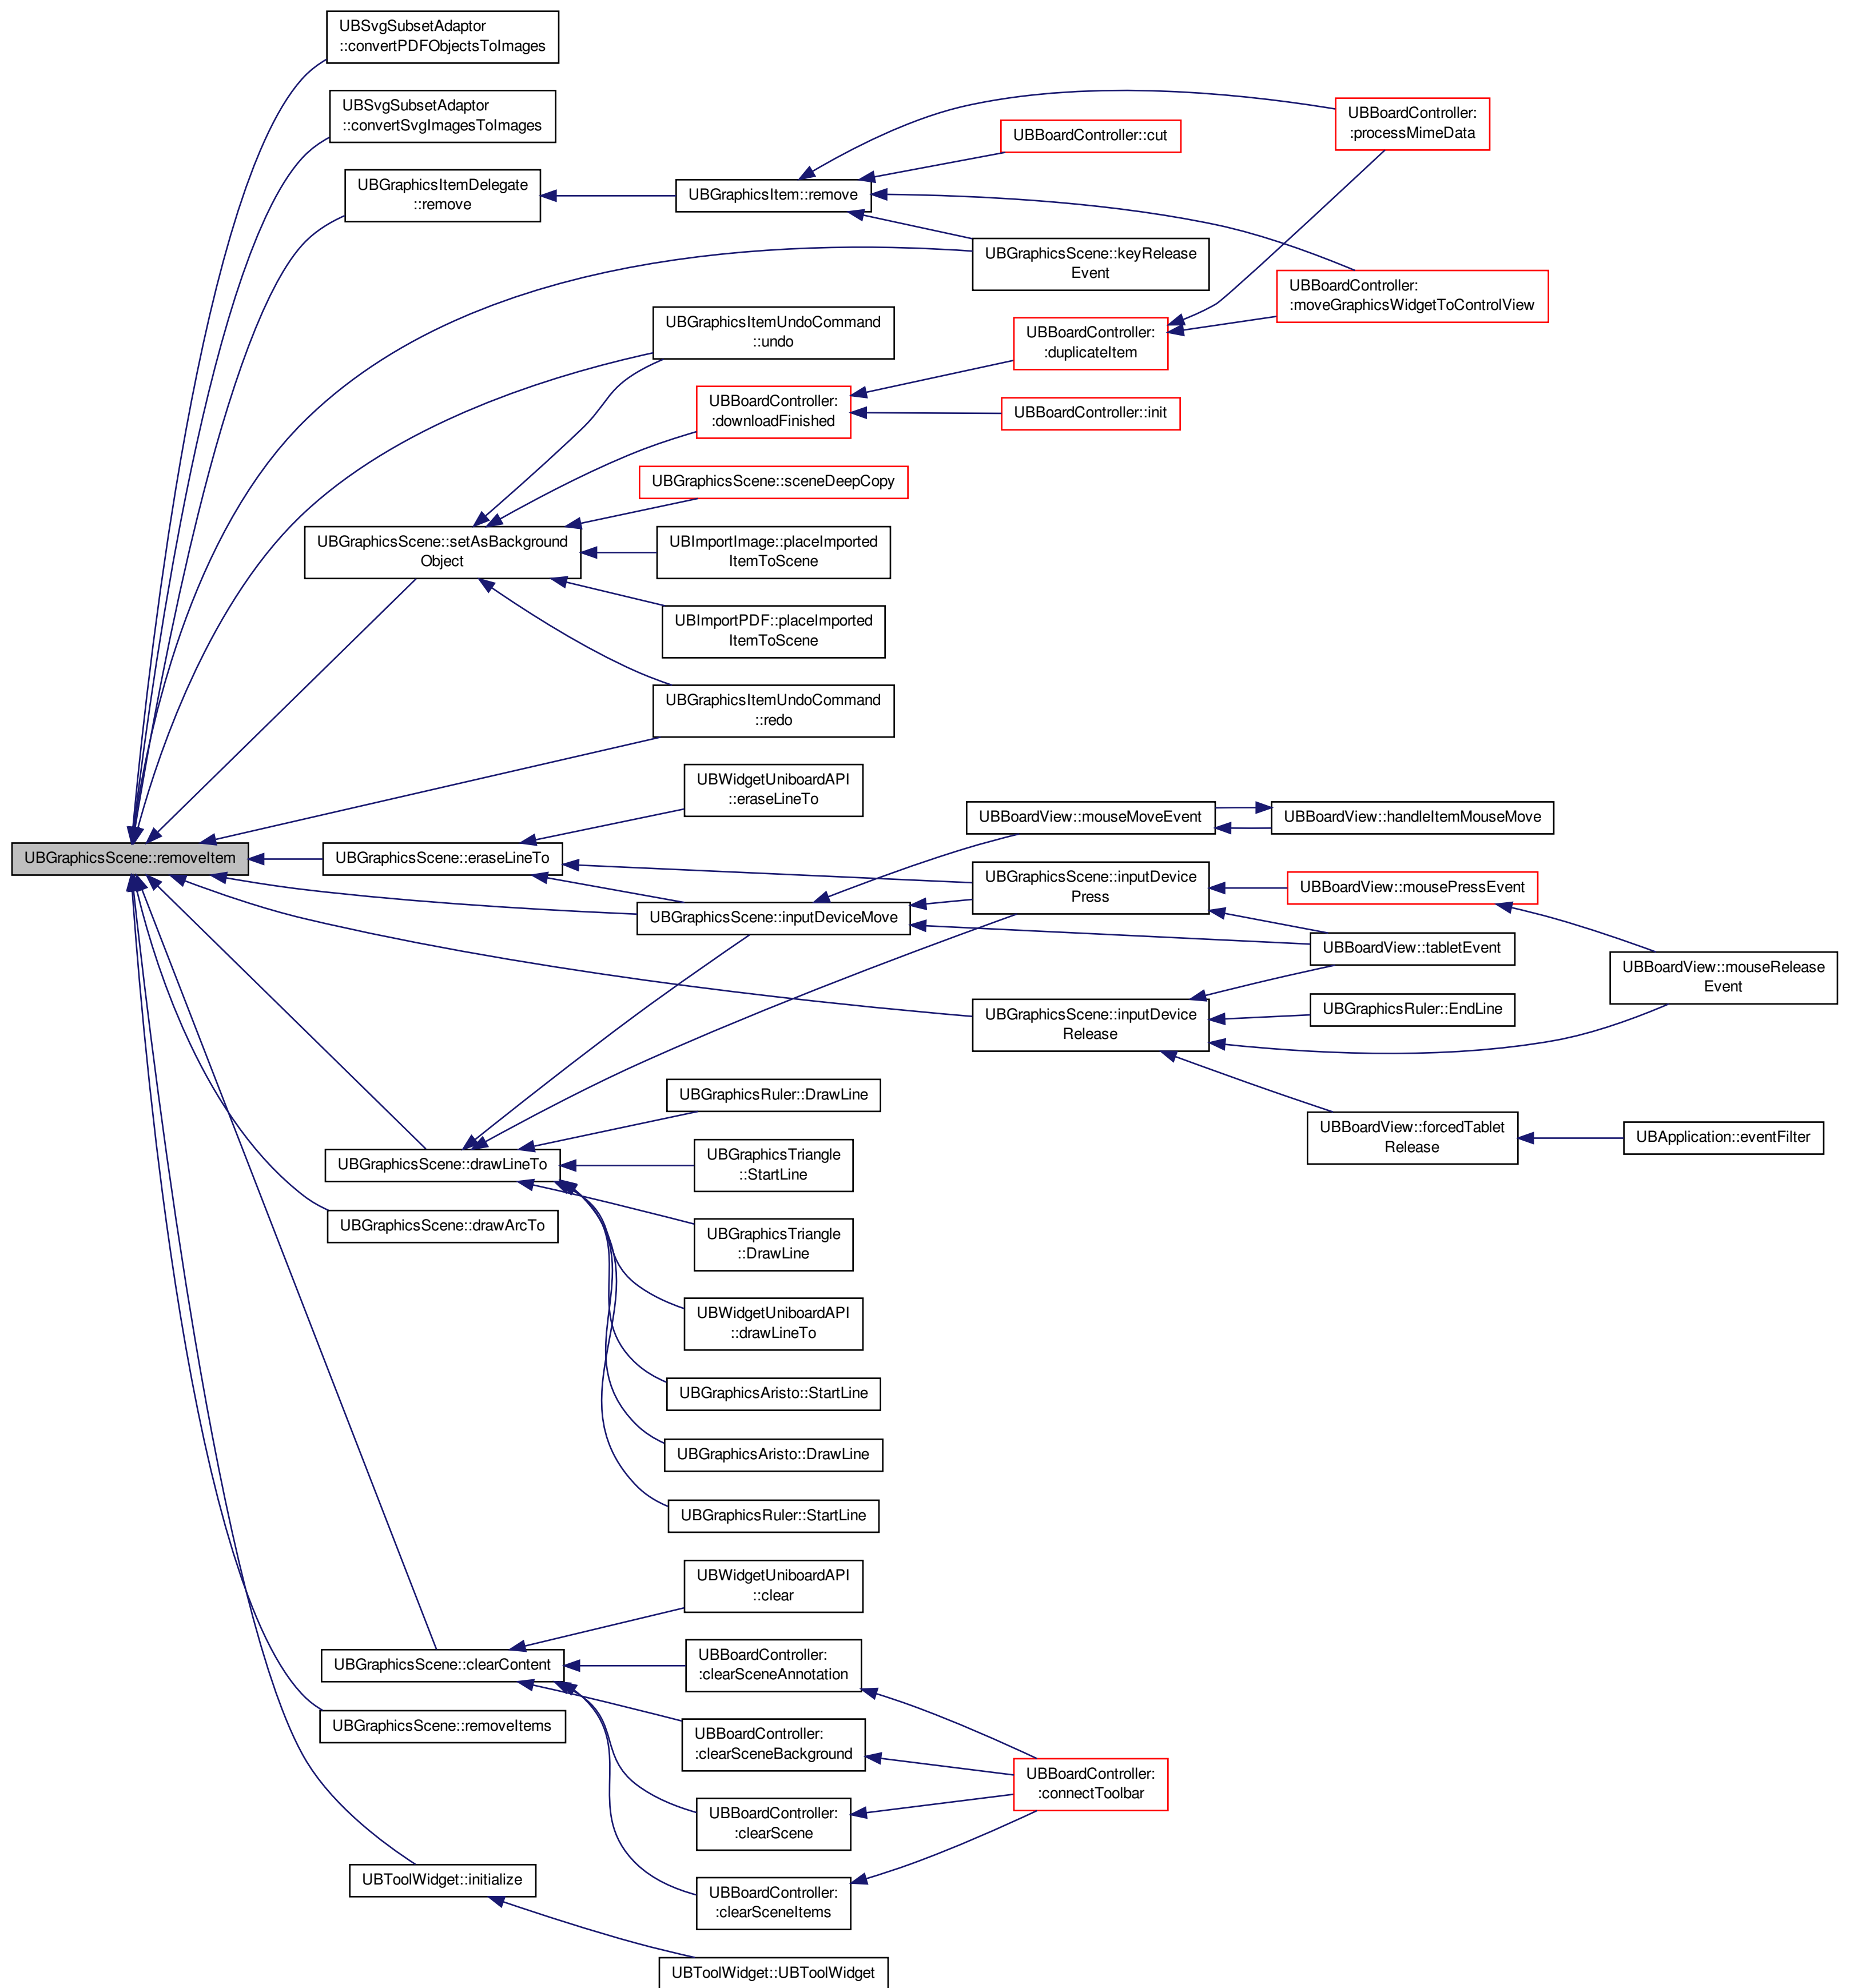 UBSvgSubsetAdaptor
::convertPDFObjectsToImages
UBSvgSubsetAdaptor
::convertSvgImagesToImages
UBGraphicsItemDelegate
::remove
UBGraphicsItem::remove
UBBoardController:
:processMimeData
UBBoardController::cut
UBGraphicsScene::keyRelease
Event
UBBoardController:
:moveGraphicsWidgetToControlView
UBGraphicsItemUndoCommand
::undo
UBBoardController:
:duplicateItem
UBBoardController:
:downloadFinished
UBBoardController::init
UBGraphicsScene::sceneDeepCopy
UBGraphicsScene::setAsBackground
Object
UBImportImage::placeImported
ItemToScene
UBImportPDF::placeImported
ItemToScene
UBGraphicsItemUndoCommand
::redo
UBWidgetUniboardAPI
::eraseLineTo
UBGraphicsScene::removeItem
UBGraphicsScene::eraseLineTo
UBBoardView::mouseMoveEvent
UBBoardView::handleItemMouseMove
UBGraphicsScene::inputDevice
Press
UBBoardView::mousePressEvent
UBGraphicsScene::inputDeviceMove
UBBoardView::tabletEvent
UBBoardView::mouseRelease
Event
UBGraphicsScene::inputDevice
Release
UBGraphicsRuler::EndLine
UBBoardView::forcedTablet
Release
UBApplication::eventFilter
UBGraphicsRuler::DrawLine
UBGraphicsScene::drawLineTo
UBGraphicsTriangle
::StartLine
UBGraphicsScene::drawArcTo
UBGraphicsTriangle
::DrawLine
UBWidgetUniboardAPI
::drawLineTo
UBGraphicsAristo::StartLine
UBGraphicsAristo::DrawLine
UBGraphicsRuler::StartLine
UBWidgetUniboardAPI
::clear
UBGraphicsScene::clearContent
UBBoardController:
:clearSceneAnnotation
UBGraphicsScene::removeItems
UBBoardController:
:clearSceneBackground
UBBoardController:
:connectToolbar
UBBoardController:
:clearScene
UBToolWidget::initialize
UBBoardController:
:clearSceneItems
UBToolWidget::UBToolWidget